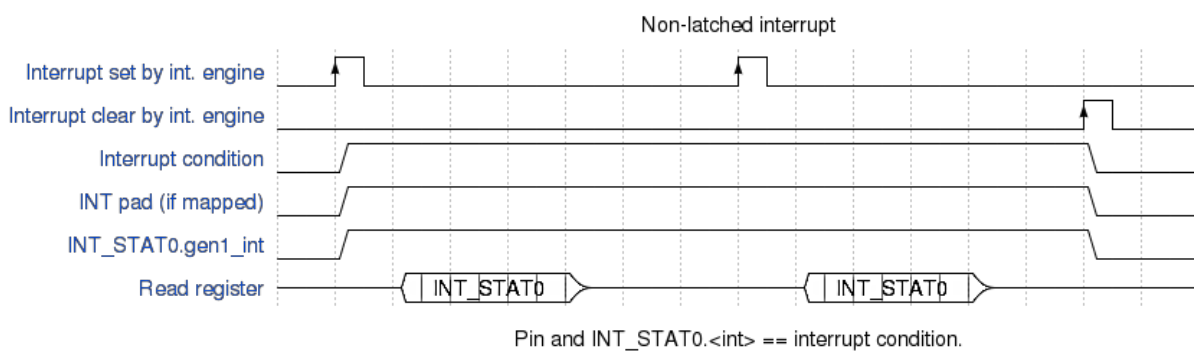 Non-latched interrupt
Interrupt set by int. engine
Interrupt clear by int. engine
Interrupt condition
INT pad (if mapped)
INT_STAT0.gen1_int
Read register
INT_STAT0
INT_STAT0
Pin and INT_STAT0.<int> == interrupt condition.